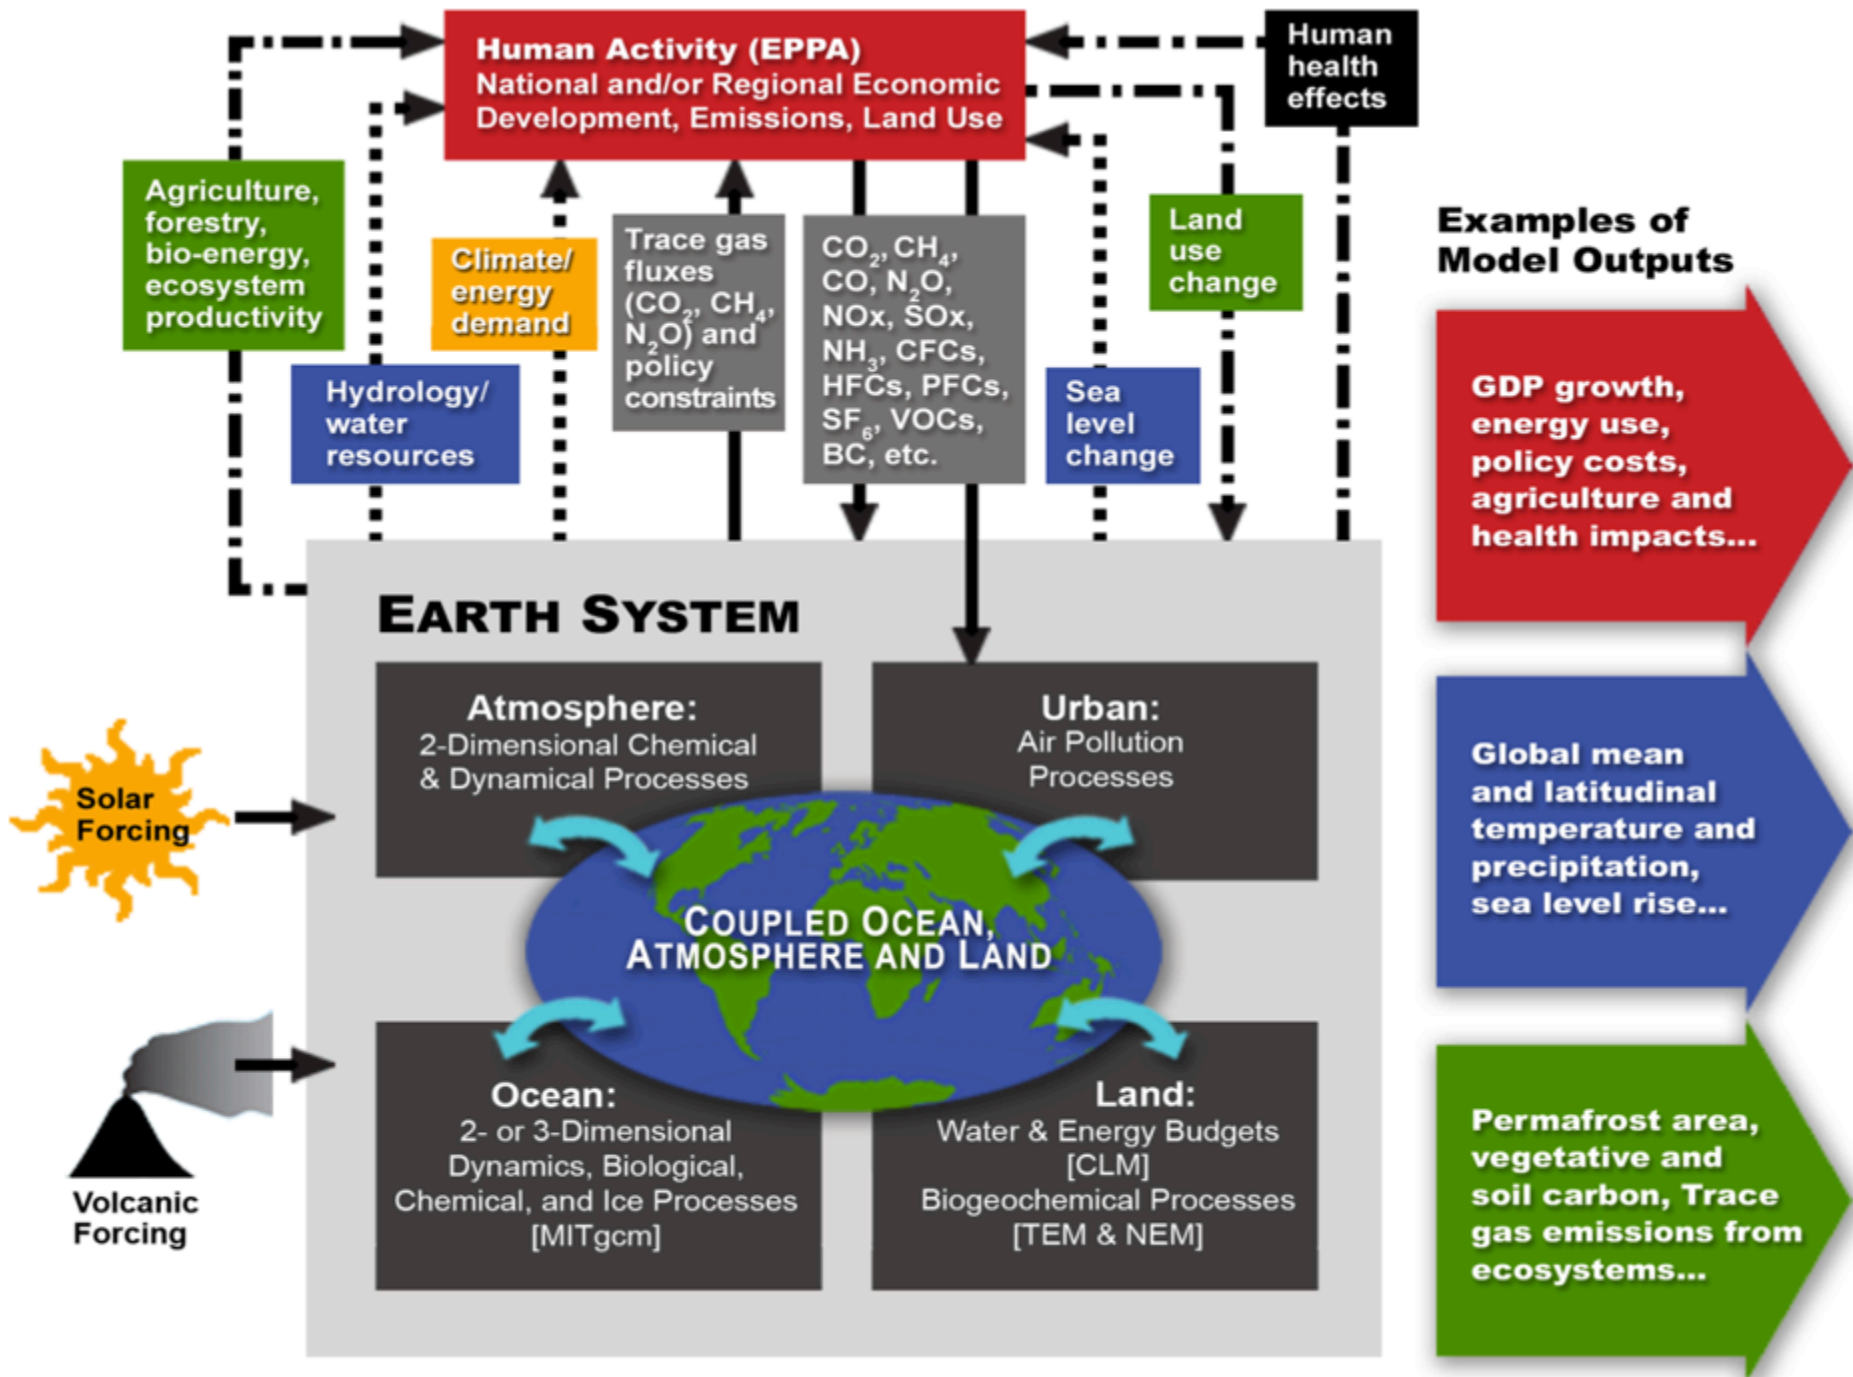 Human Activity (EPPA)
National and/or Regional Economic
Development, Emissions, Land Use
Human
health
effects
Agriculture,
forestry,
bio-energy,
ecosystem
productivity
Hydrology/
water
resources
Climate/
energy
demand
Trace gas
fluxes
(CO₂, CH₄,
N₂O) and
policy
constraints
CO₂, CH₄,
CO, N₂O,
NOx, SOx,
NH₃, CFCs,
HFCs, PFCs,
SF₆, VOCs,
BC, etc.
Sea
level
change
Land
use
change
Examples of
Model Outputs
GDP growth,
energy use,
policy costs,
agriculture and
health impacts...
Global mean
and latitudinal
temperature and
precipitation,
sea level rise...
Permafrost area,
vegetative and
soil carbon, Trace
gas emissions from
ecosystems...
EARTH SYSTEM
Atmosphere:
2-Dimensional Chemical
& Dynamical Processes
Urban:
Air Pollution
Processes
COUPLED OCEAN,
ATMOSPHERE AND LAND
Ocean:
2- or 3-Dimensional
Dynamics, Biological,
Chemical, and Ice Processes
[MITgcm]
Land:
Water & Energy Budgets
[CLM]
Biogeochemical Processes
[TEM & NEM]
Solar
Forcing
Volcanic
Forcing